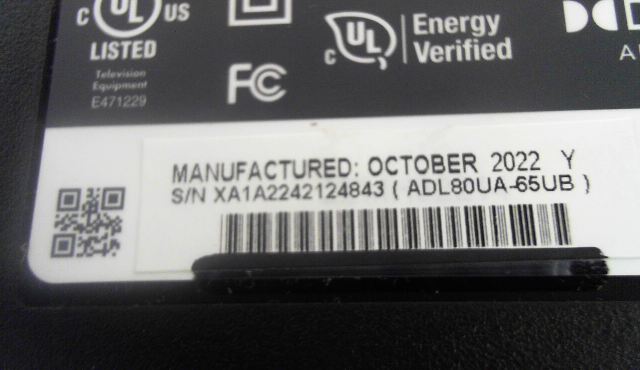 c UL US
LISTED
Television
Equipment
E471229
FC
c UL
Energy
Verified
MANUFACTURED: OCTOBER 2022 Y
S/N XA1A2242124843 ( ADL80UA-65UB )